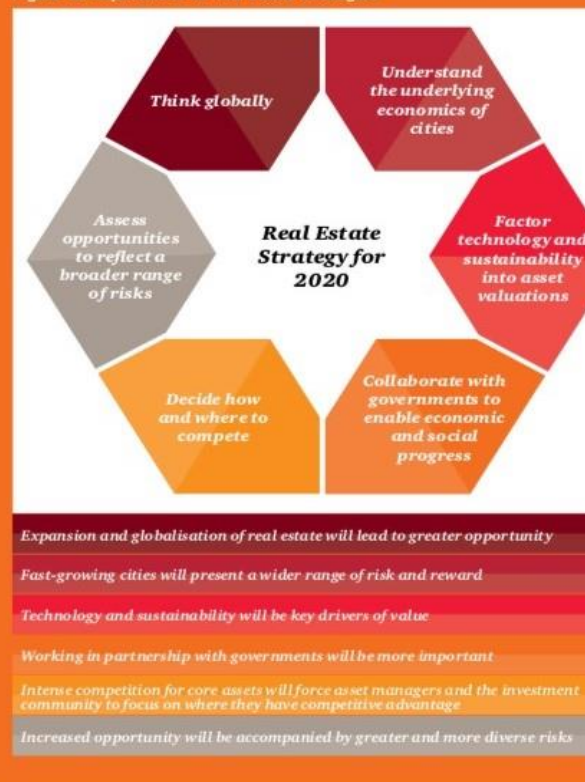 Think globally
Understand
the underlying
economics of
cities
Assess
opportunities
to reflect a
broader range
of risks
Real Estate
Strategy for
2020
Factor
technology and
sustainability
into asset
valuations
Decide how
and where to
compete
Collaborate with
governments to
enable economic
and social
progress
Expansion and globalisation of real estate will lead to greater opportunity
Fast-growing cities will present a wider range of risk and reward
Technology and sustainability will be key drivers of value
Working in partnership with governments will be more important
Intense competition for core assets will force asset managers and the investment
community to focus on where they have competitive advantage
Increased opportunity will be accompanied by greater and more diverse risks